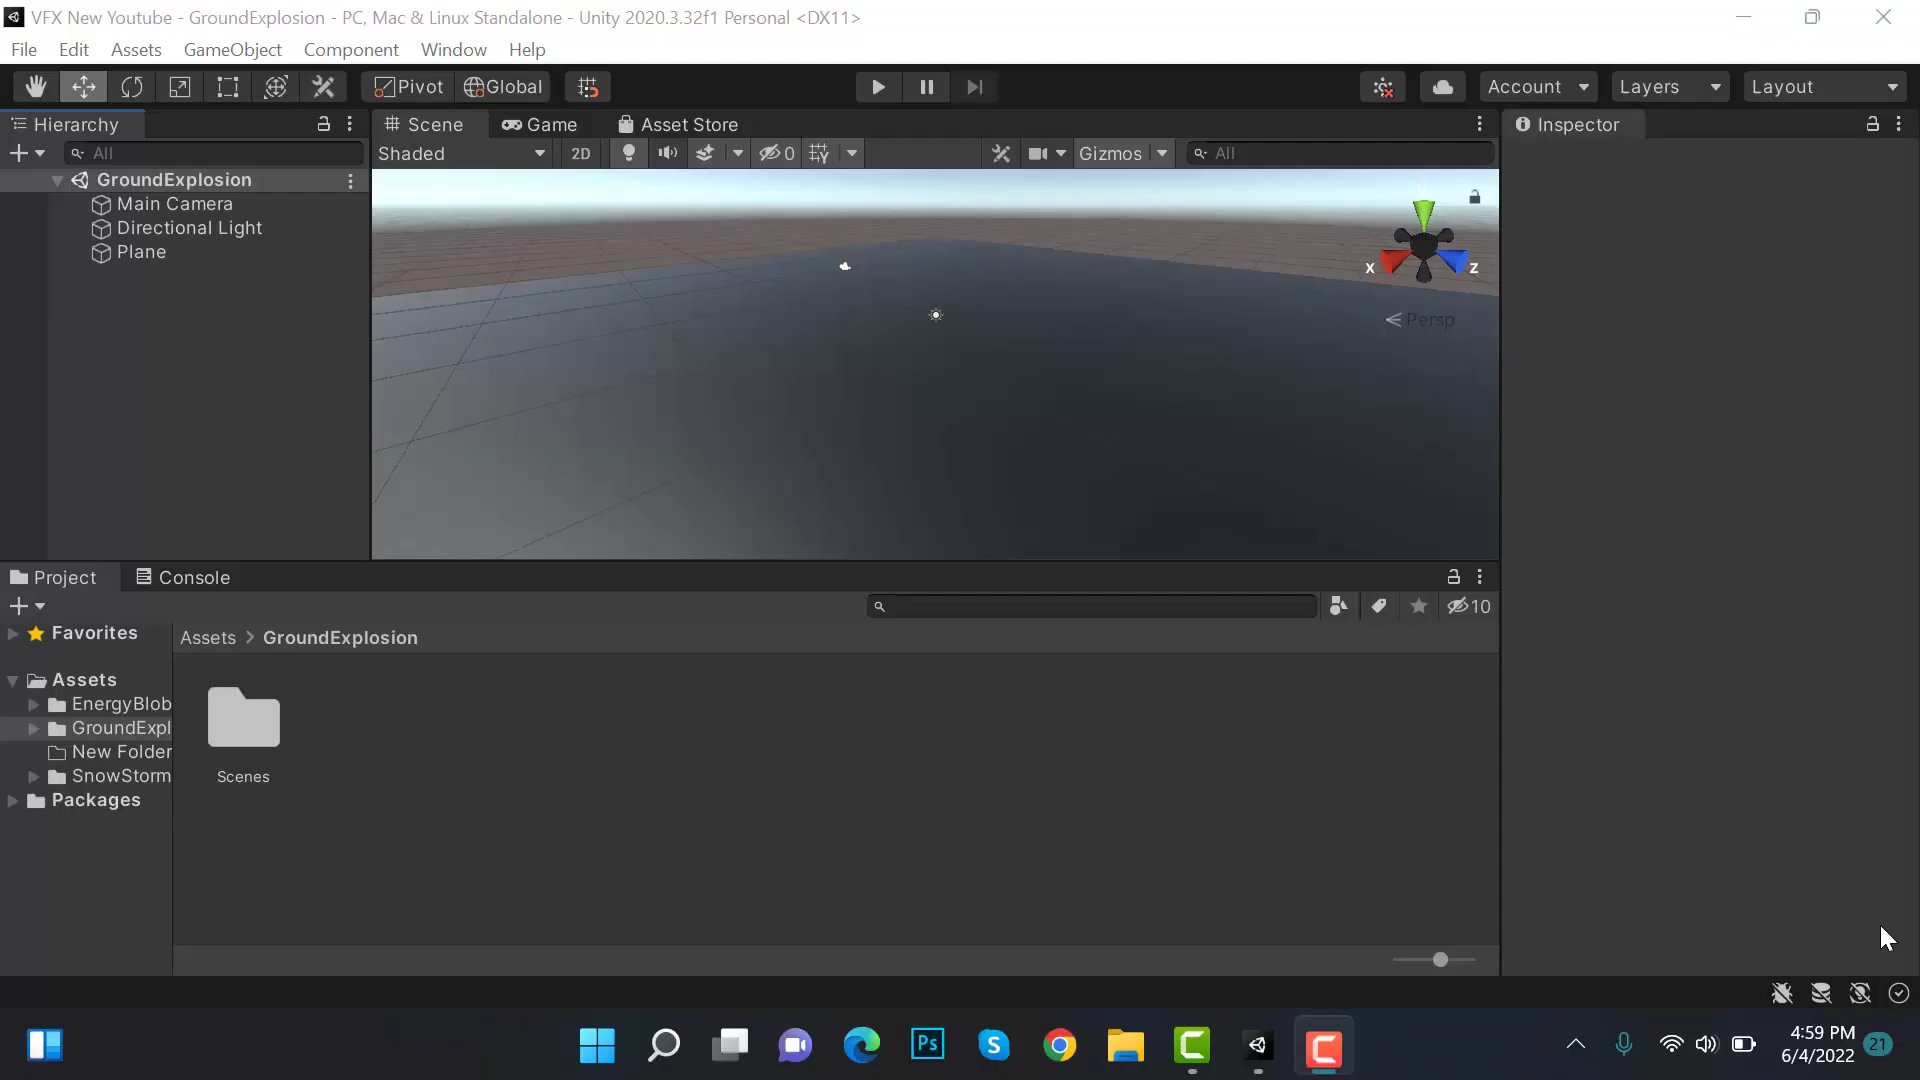 VFX New Youtube - GroundExplosion - PC, Mac & Linux Standalone - Unity 2020.3.32f1 Personal <DX11>
File Edit Assets GameObject Component Window Help
Pivot Global Account Layers Layout
Hierarchy Scene Game Asset Store Inspector
All Shaded 2D 0 Gizmos All
GroundExplosion
Main Camera
Directional Light
Plane
X Z
Persp
Project Console
10
Favorites
Assets > GroundExplosion
Assets
EnergyBlob
GroundExpl
New Folder
SnowStorm
Packages
Scenes
Ps
S
4:59 PM
6/4/2022
21